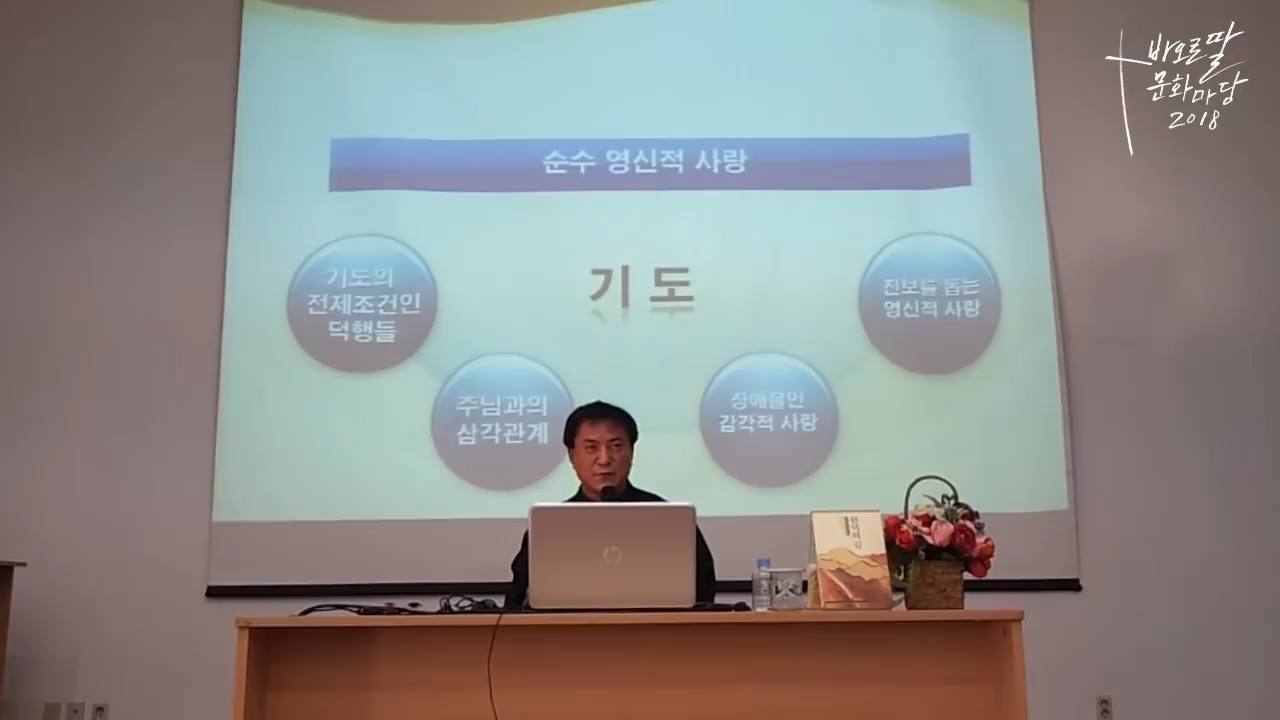 바오로딸
문화마당
2018
순수 영신적 사랑
기도의
전제조건인
덕행들
기 도
진보를 돕는
영신적 사랑
주님과의
삼각관계
장애물인
감각적 사랑
hp